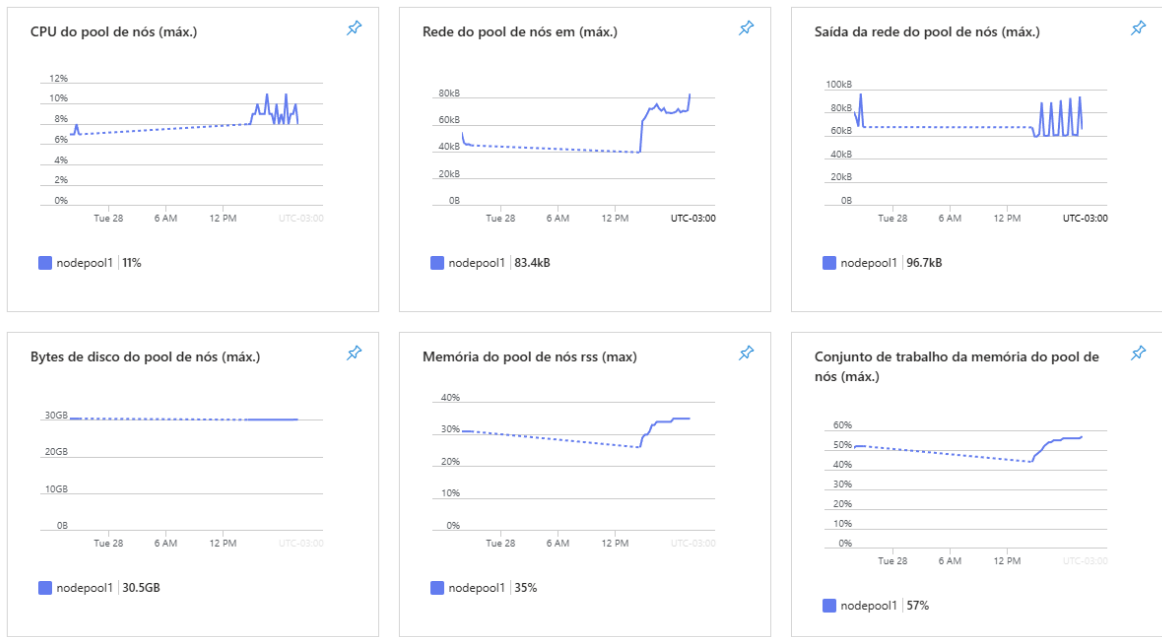 CPU do pool de nós (máx.)
12%
10%
8%
6%
4%
2%
0%
Tue 28 6 AM 12 PM UTC-03:00
nodepool1 11%
Rede do pool de nós em (máx.)
80kB
60kB
40kB
20kB
0B
Tue 28 6 AM 12 PM UTC-03:00
nodepool1 83.4kB
Saída da rede do pool de nós (máx.)
100kB
80kB
60kB
40kB
20kB
0B
Tue 28 6 AM 12 PM UTC-03:00
nodepool1 96.7kB
Bytes de disco do pool de nós (máx.)
30GB
20GB
10GB
0B
Tue 28 6 AM 12 PM UTC-03:00
nodepool1 30.5GB
Memória do pool de nós rss (max)
40%
30%
20%
10%
0%
Tue 28 6 AM 12 PM UTC-03:00
nodepool1 35%
Conjunto de trabalho da memória do pool de
nós (máx.)
60%
50%
40%
30%
20%
10%
0%
Tue 28 6 AM 12 PM UTC-03:00
nodepool1 57%